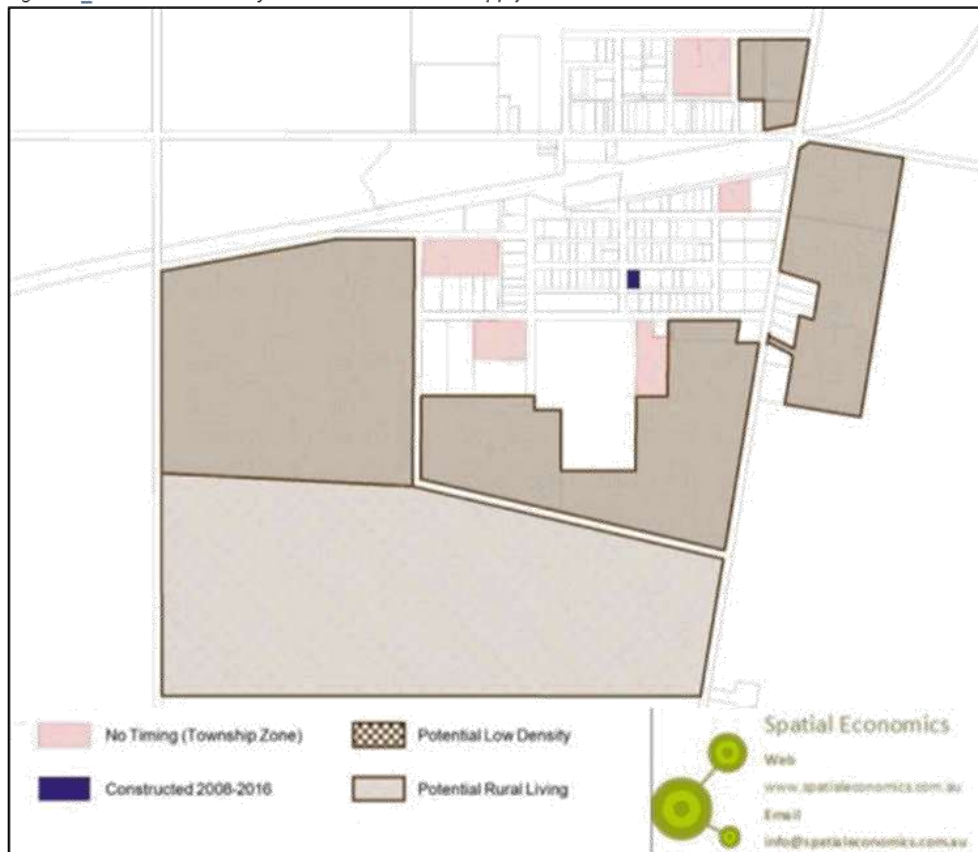 No Timing (Township Zone)
Potential Low Density
Constructed 2008-2016
Potential Rural Living
Spatial Economics
Web
www.spatialeconomics.com.au
Email
info@spatialeconomics.com.au